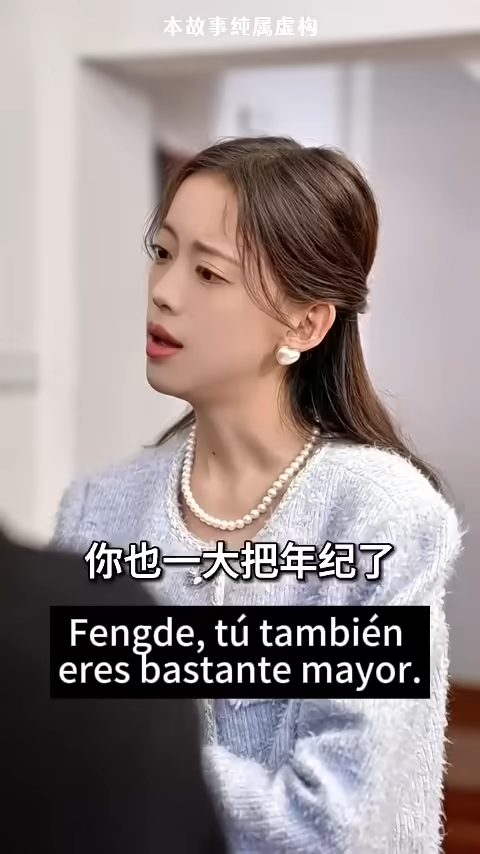 本故事纯属虚构
你也一大把年纪了
Fengde, tú también
eres bastante mayor.